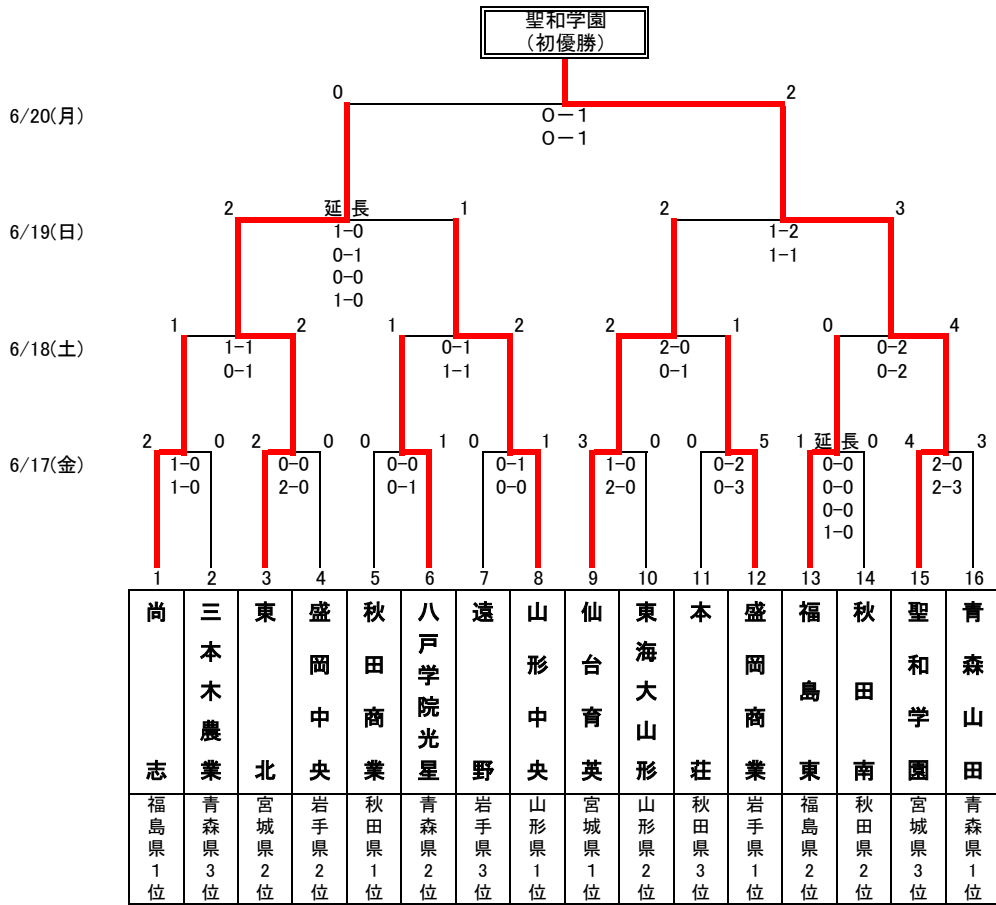 聖和学園
(初優勝)
6/20(月)
0 2
0－1
0－1
6/19(日)
2 延長 1 2 3
1-0 1-2
0-1 1-1
0-0
1-0
6/18(土)
1 2 1 2 2 1 0 4
1-1 0-1 2-0 0-2
0-1 1-1 0-1 0-2
6/17(金)
2 0 2 0 0 1 0 1 3 0 0 5 1 延長 0 4 3
1-0 0-0 0-0 0-1 1-0 0-2 0-0 2-0
1-0 2-0 0-1 0-0 2-0 0-3 0-0 2-3
0-0
1-0
1 2 3 4 5 6 7 8 9 10 11 12 13 14 15 16
尚志
三本木農業
東北
盛岡中央
秋田商業
八戸学院光星
遠野
山形中央
仙台育英
東海大山形
本荘
盛岡商業
福島東
秋田南
聖和学園
青森山田
福島県1位
青森県3位
宮城県2位
岩手県2位
秋田県1位
青森県2位
岩手県3位
山形県1位
宮城県1位
山形県2位
秋田県3位
岩手県1位
福島県2位
秋田県2位
宮城県3位
青森県1位